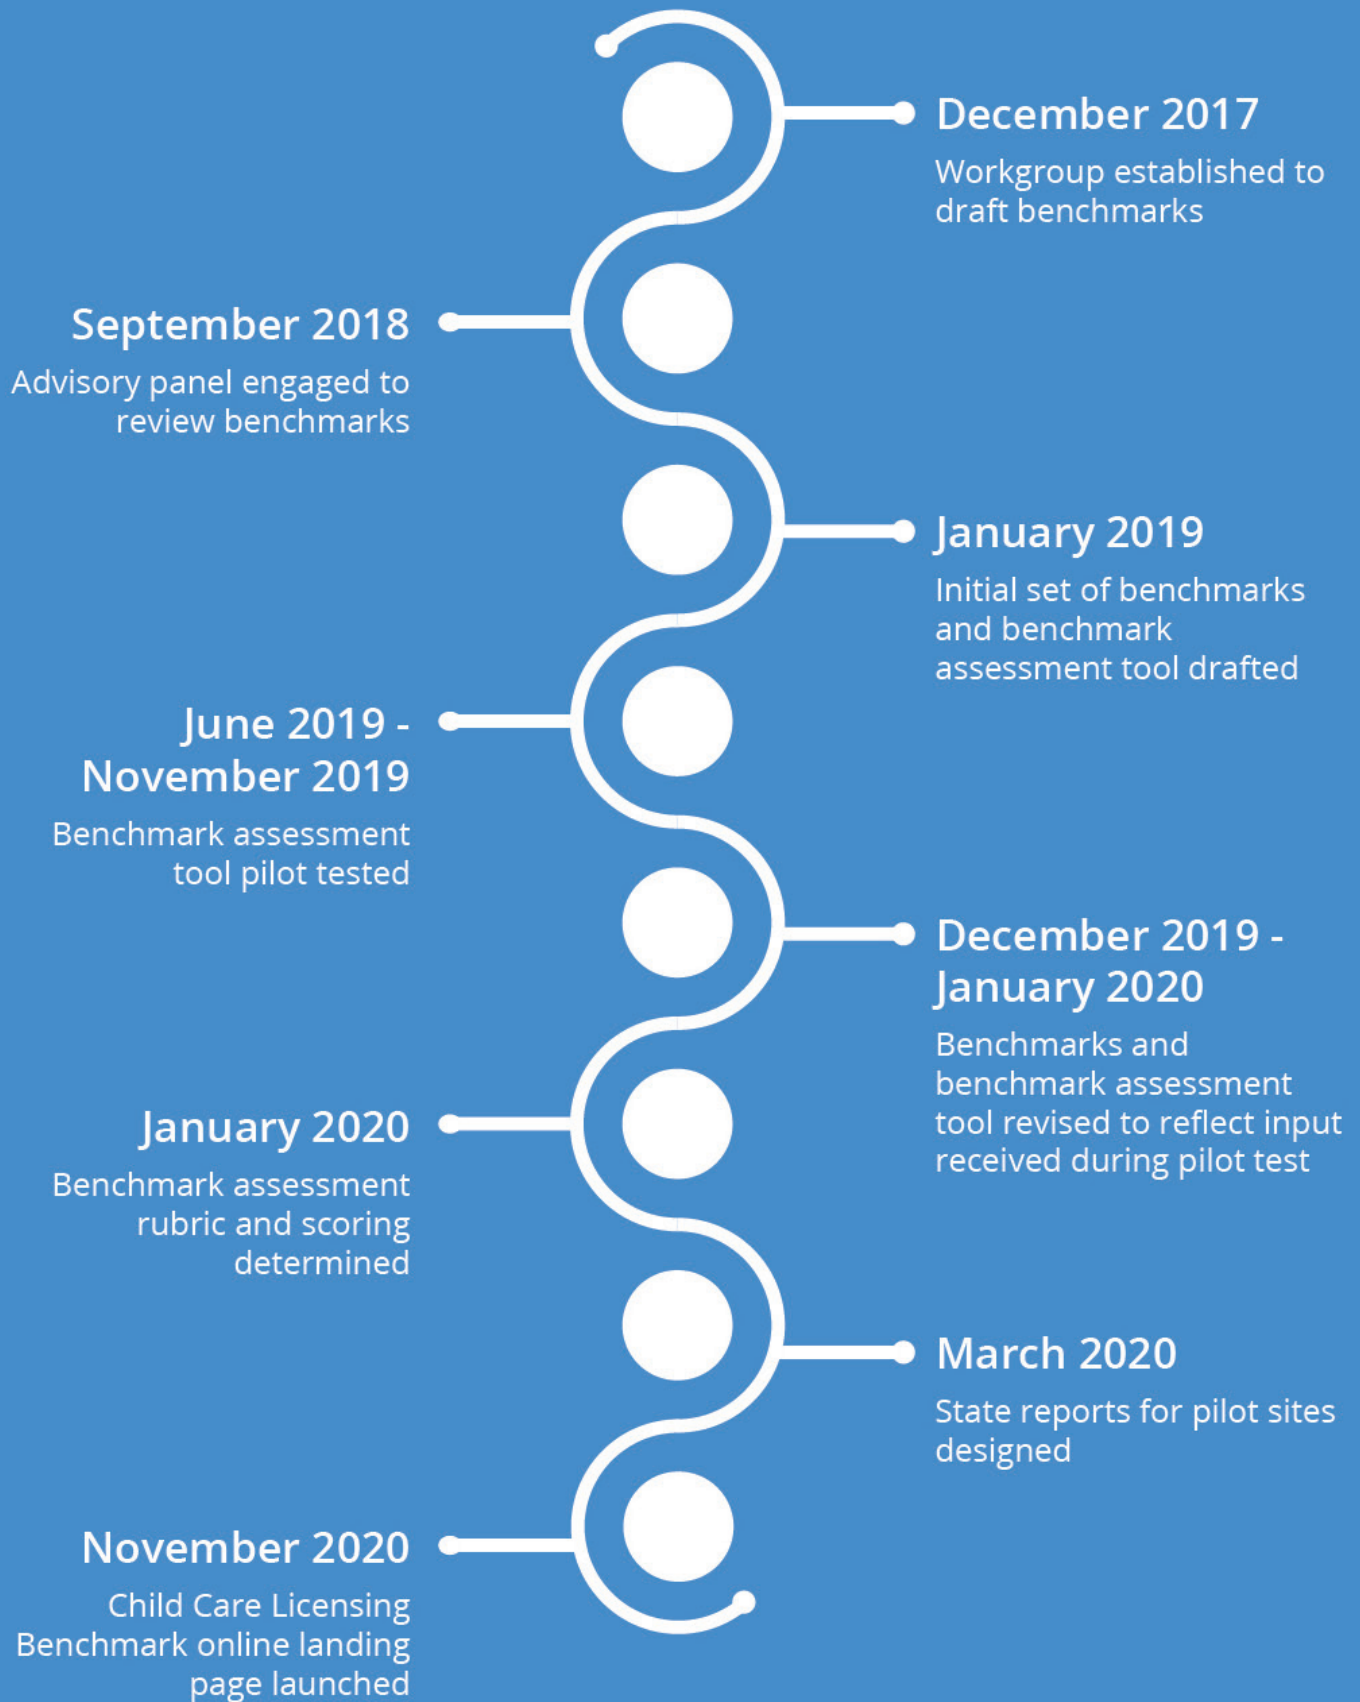 December 2017
Workgroup established to
draft benchmarks
September 2018
Advisory panel engaged to
review benchmarks
January 2019
Initial set of benchmarks
and benchmark
assessment tool drafted
June 2019 -
November 2019
Benchmark assessment
tool pilot tested
December 2019 -
January 2020
Benchmarks and
benchmark assessment
tool revised to reflect input
received during pilot test
January 2020
Benchmark assessment
rubric and scoring
determined
March 2020
State reports for pilot sites
designed
November 2020
Child Care Licensing
Benchmark online landing
page launched